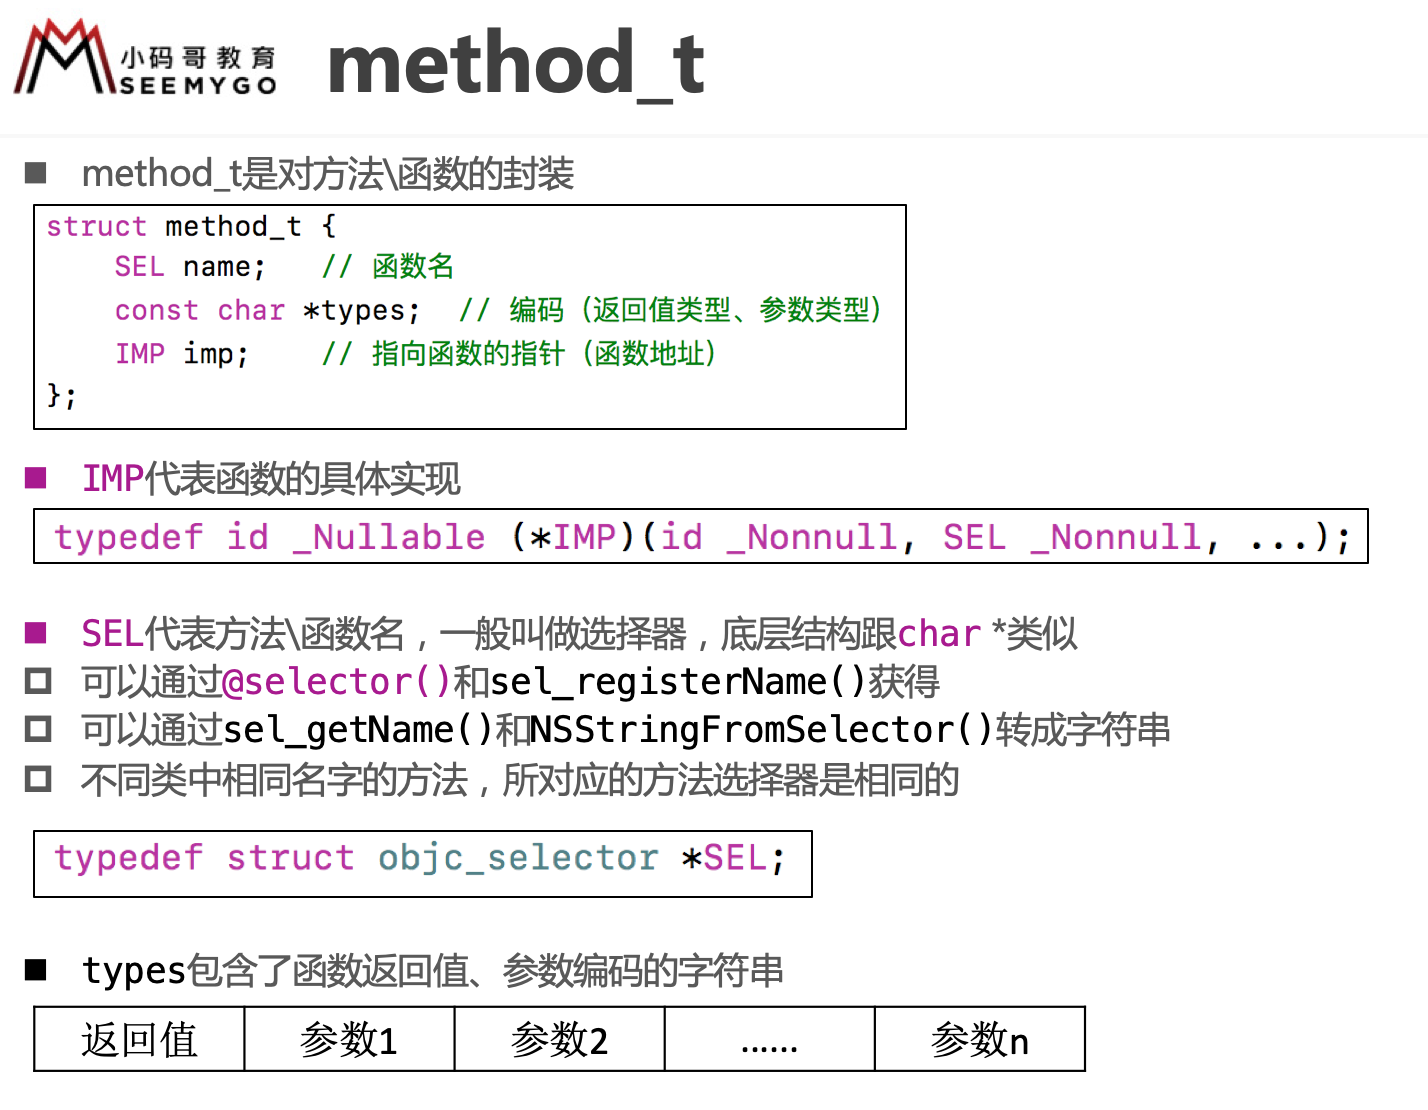 小码哥教育
SEEMYGO
method_t
method_t是对方法\函数的封装
struct method_t {
    SEL name;   // 函数名
    const char *types;  // 编码（返回值类型、参数类型）
    IMP imp;    // 指向函数的指针（函数地址）
};
IMP代表函数的具体实现
typedef id _Nullable (*IMP)(id _Nonnull, SEL _Nonnull, ...);
SEL代表方法\函数名，一般叫做选择器，底层结构跟char *类似
可以通过@selector()和sel_registerName()获得
可以通过sel_getName()和NSStringFromSelector()转成字符串
不同类中相同名字的方法，所对应的方法选择器是相同的
typedef struct objc_selector *SEL;
types包含了函数返回值、参数编码的字符串
返回值 参数1 参数2 ...... 参数n